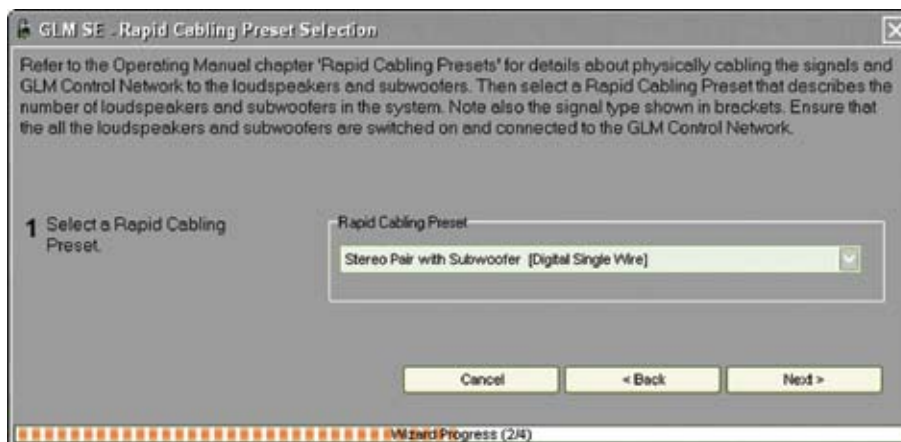 GLM SE - Rapid Cabling Preset Selection
Refer to the Operating Manual chapter 'Rapid Cabling Presets' for details about physically cabling the signals and
GLM Control Network to the loudspeakers and subwoofers. Then select a Rapid Cabling Preset that describes the
number of loudspeakers and subwoofers in the system. Note also the signal type shown in brackets. Ensure that
the all the loudspeakers and subwoofers are switched on and connected to the GLM Control Network.
1 Select a Rapid Cabling
Preset.
Rapid Cabling Preset
Stereo Pair with Subwoofer [Digital Single Wire]
Cancel
< Back
Next >
Wizard Progress (2/4)